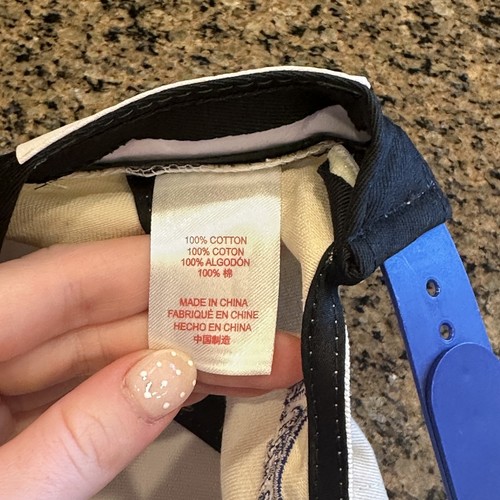 100% COTTON
100% COTON
100% ALGODÓN
100% 棉
MADE IN CHINA
FABRIQUÉ EN CHINE
HECHO EN CHINA
中国制造